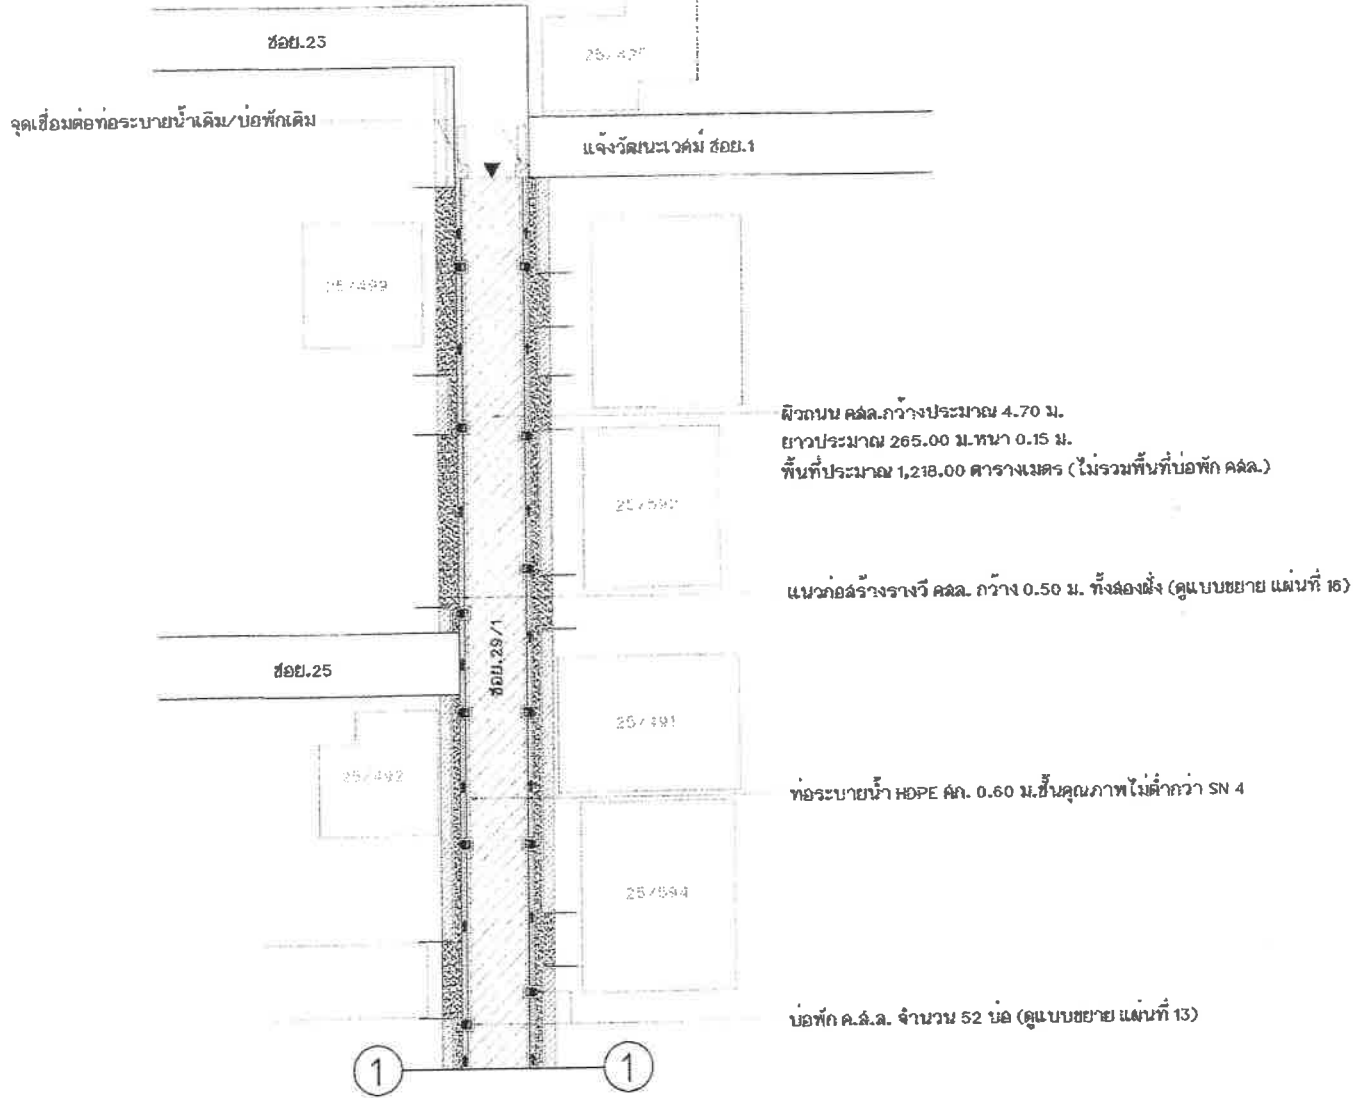 ซอย.23
25/425
จุดเชื่อมต่อท่อระบายน้ำเดิม/บ่อพักเดิม
แจ้งวัฒนะเวศม์ ซอย.1
25/499
ผิวถนน คสล.กว้างประมาณ 4.70 ม.
ยาวประมาณ 265.00 ม.หนา 0.15 ม.
พื้นที่ประมาณ 1,218.00 ตารางเมตร (ไม่รวมพื้นที่บ่อพัก คสล.)
แนวก่อสร้างรางวี คสล. กว้าง 0.50 ม. ทั้งสองฝั่ง (ดูแบบขยาย แผ่นที่ 16)
ซอย.29/1
ซอย.25
25/491
25/492
ท่อระบายน้ำ HDPE ศก. 0.60 ม.ชั้นคุณภาพไม่ต่ำกว่า SN 4
25/594
บ่อพัก ค.ส.ล. จำนวน 52 บ่อ (ดูแบบขยาย แผ่นที่ 13)
1
1